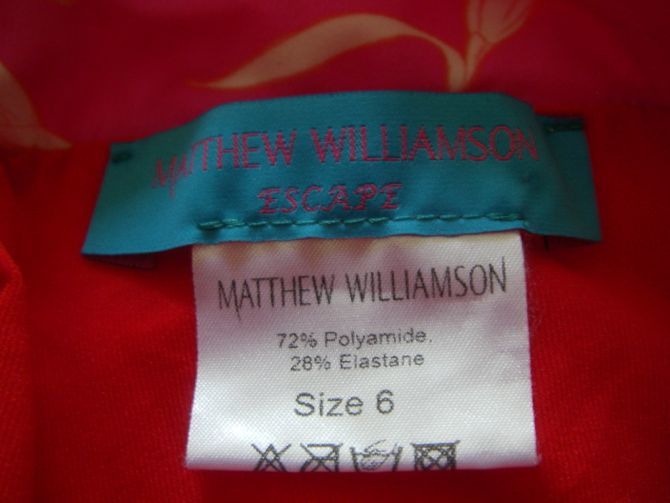 MATTHEW WILLIAMSON
ESCAPE
MATTHEW WILLIAMSON
72% Polyamide.
28% Elastane
Size 6